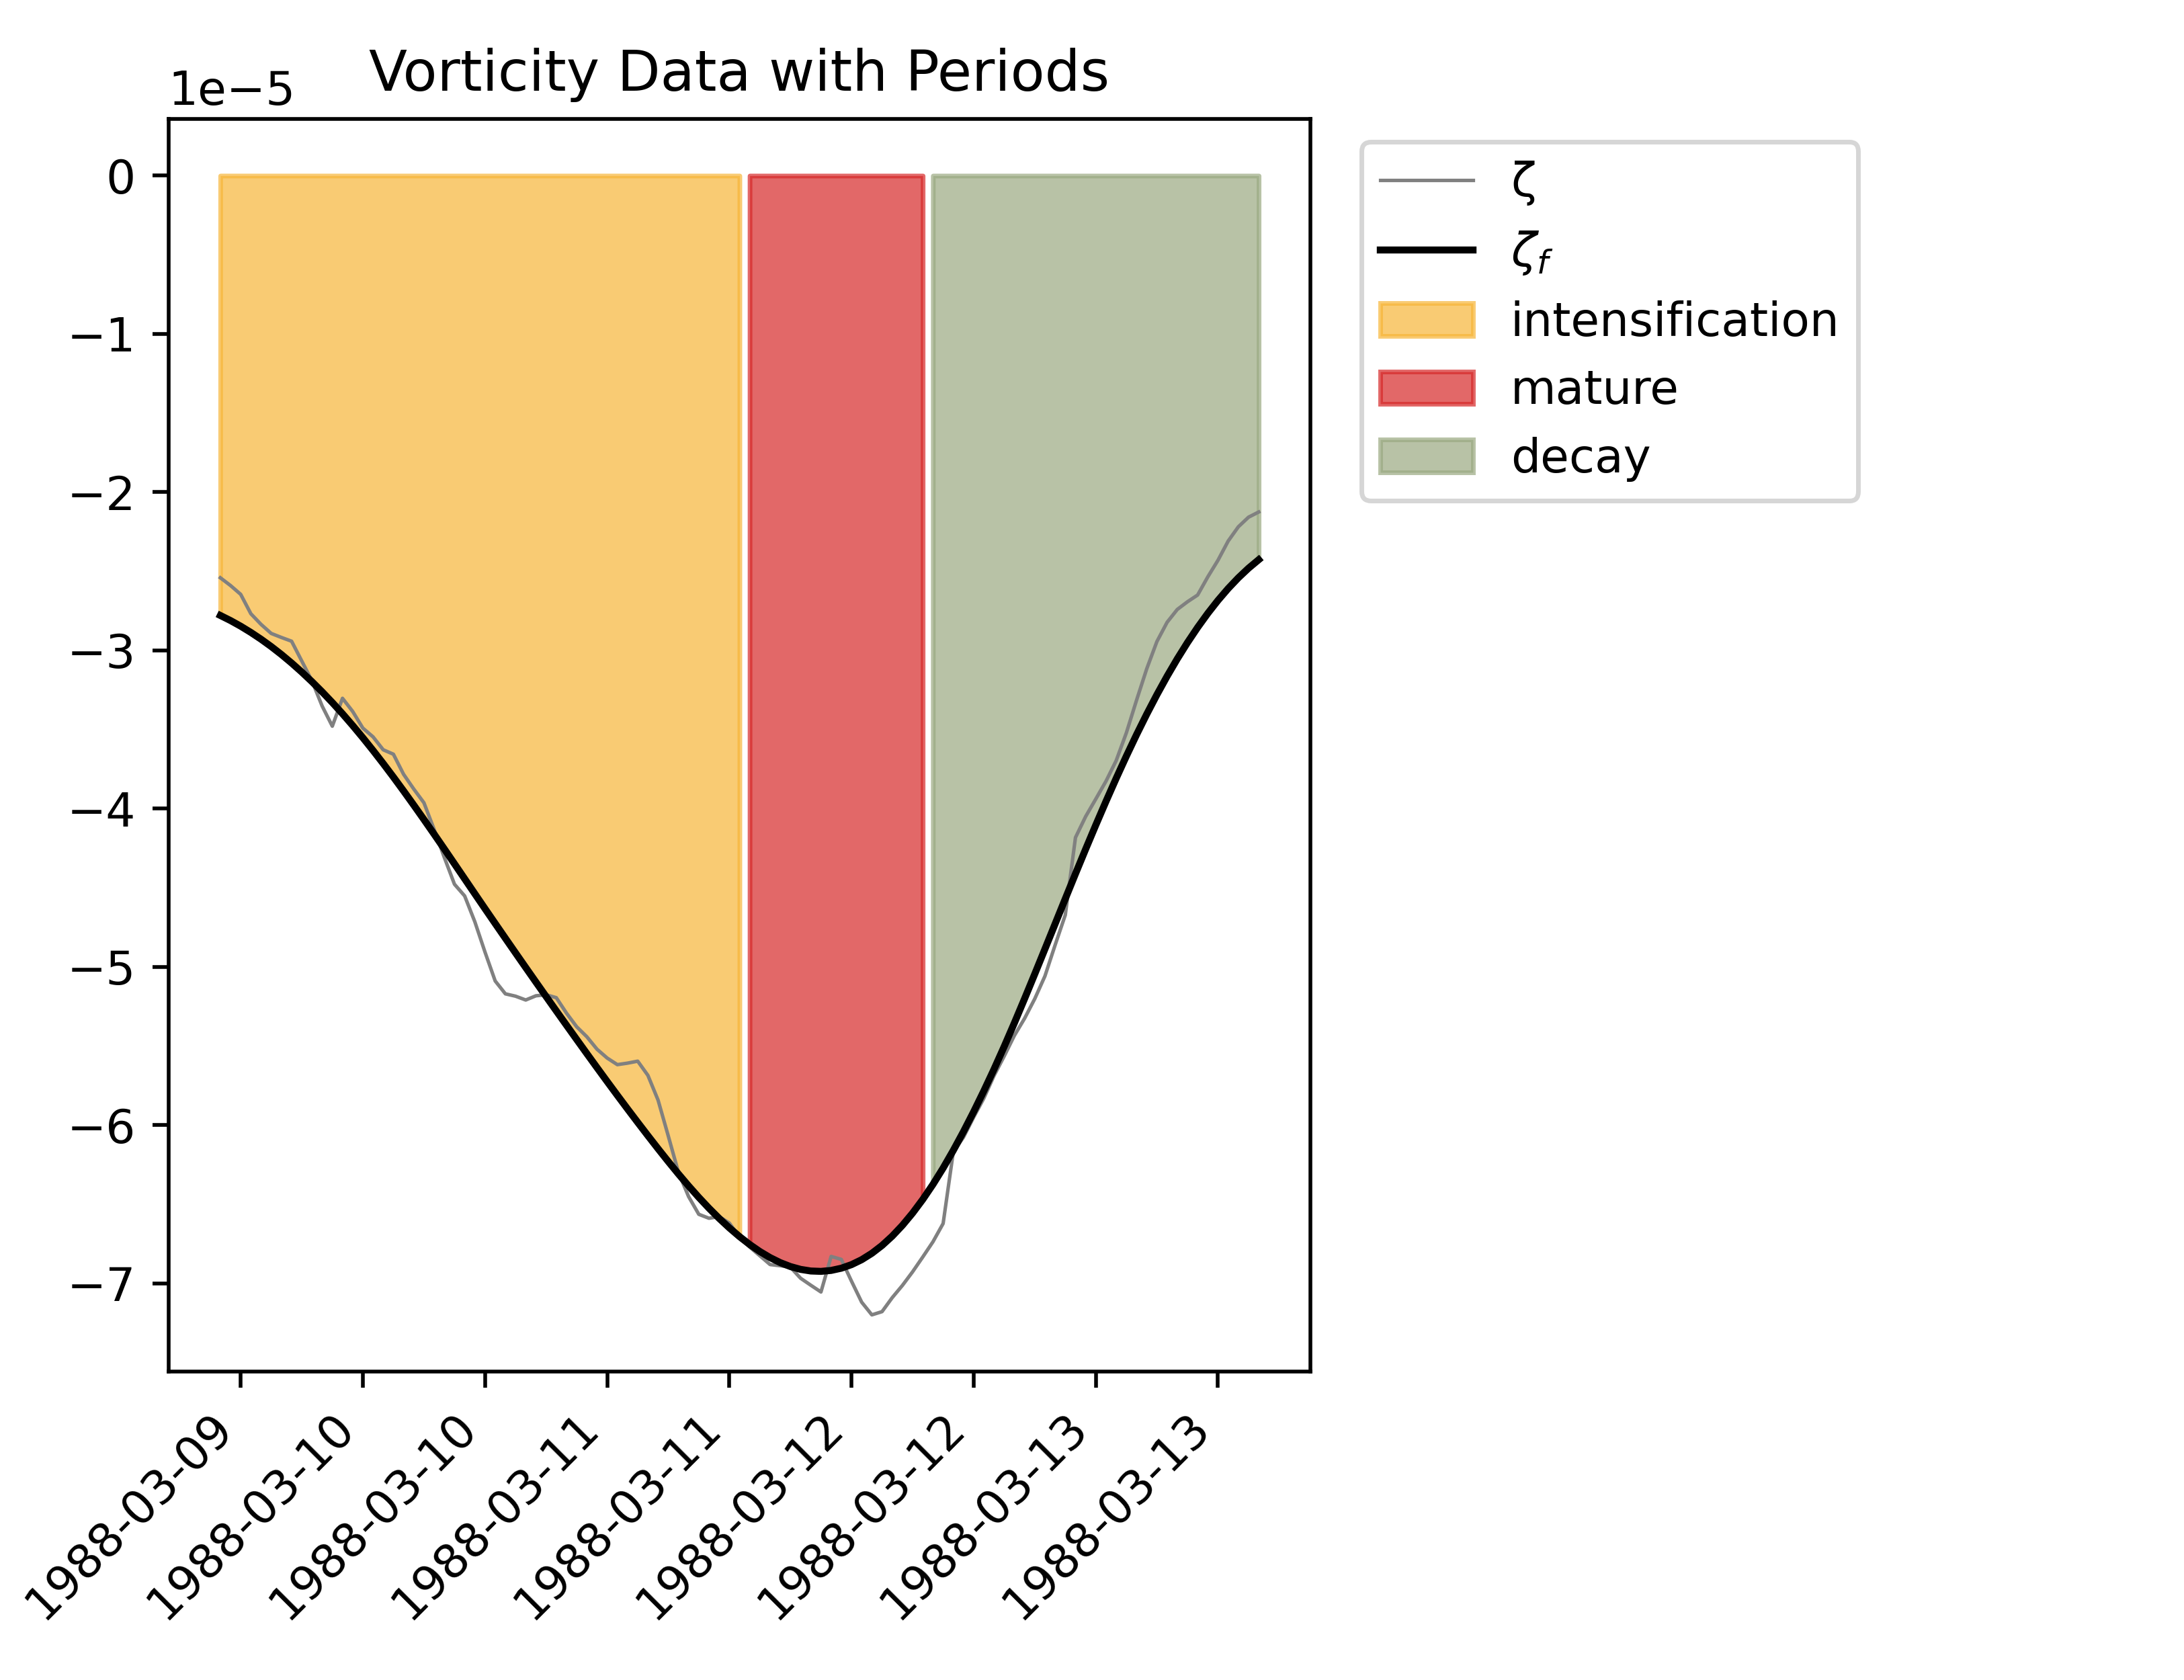 Vorticity Data with Periods
1e−5
0
−1
−2
−3
−4
−5
−6
−7
1988-03-09
1988-03-10
1988-03-10
1988-03-11
1988-03-11
1988-03-12
1988-03-12
1988-03-13
1988-03-13
ζ
ζf
intensification
mature
decay